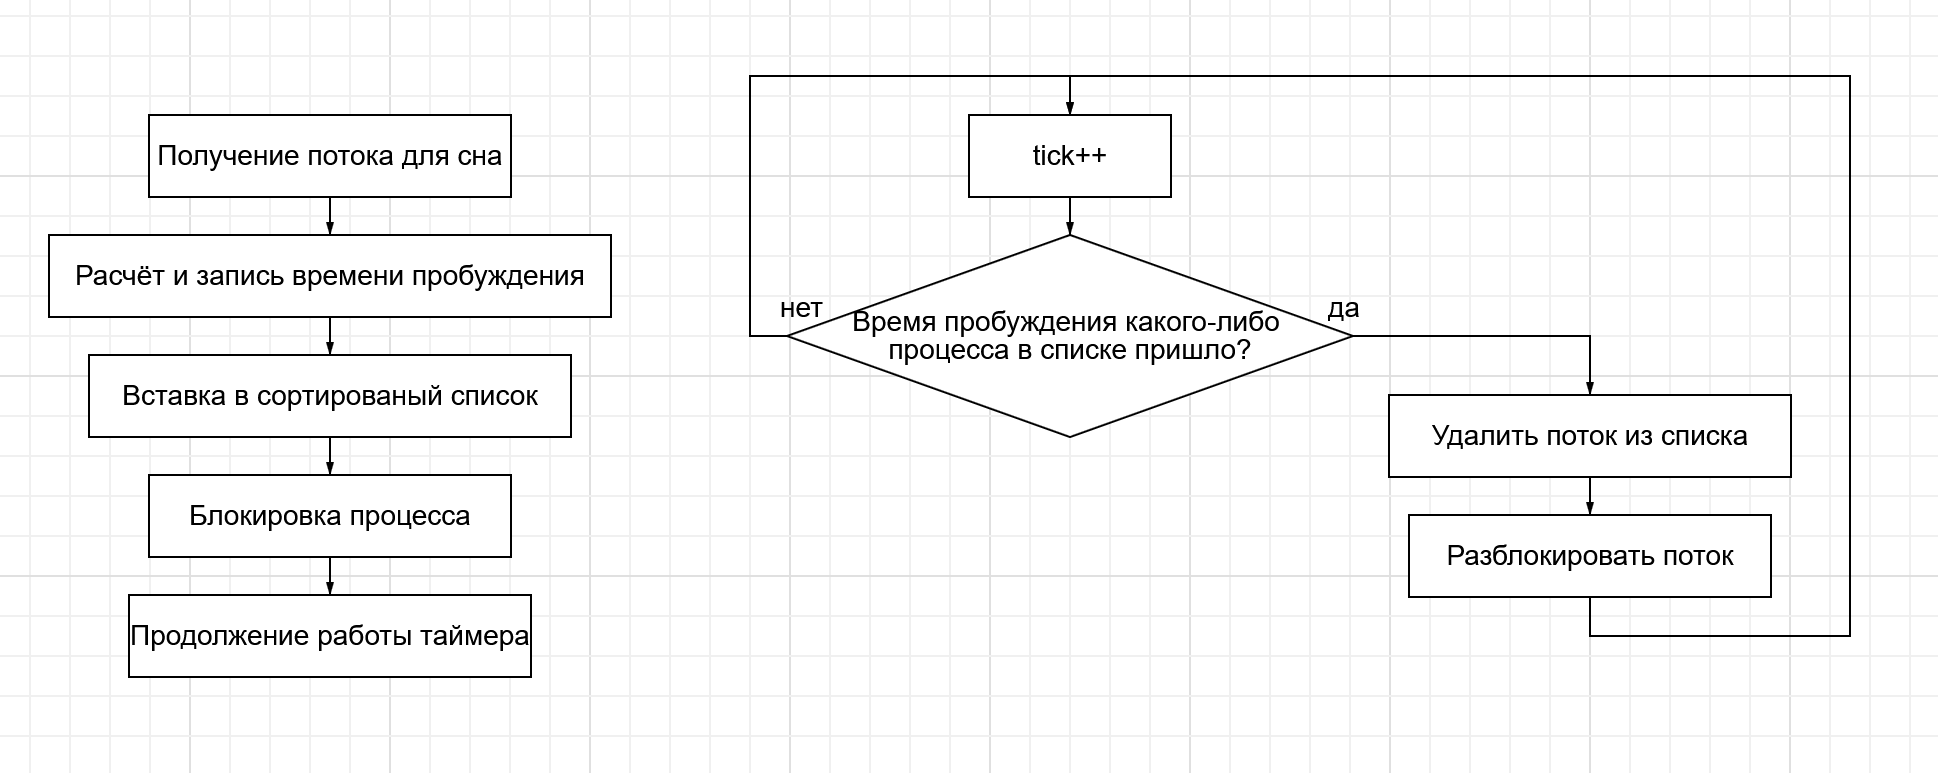 Получение потока для сна
Расчёт и запись времени пробуждения
Вставка в сортированый список
Блокировка процесса
Продолжение работы таймера
tick++
нет
Время пробуждения какого-либо
процесса в списке пришло?
да
Удалить поток из списка
Разблокировать поток